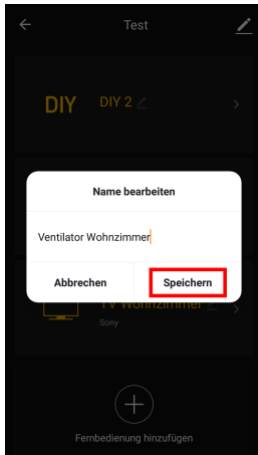 Test
DIY DIY 2
Name bearbeiten
Ventilator Wohnzimmer
Abbrechen Speichern
TV Wohnzimmer
Sony
Fernbedienung hinzufügen